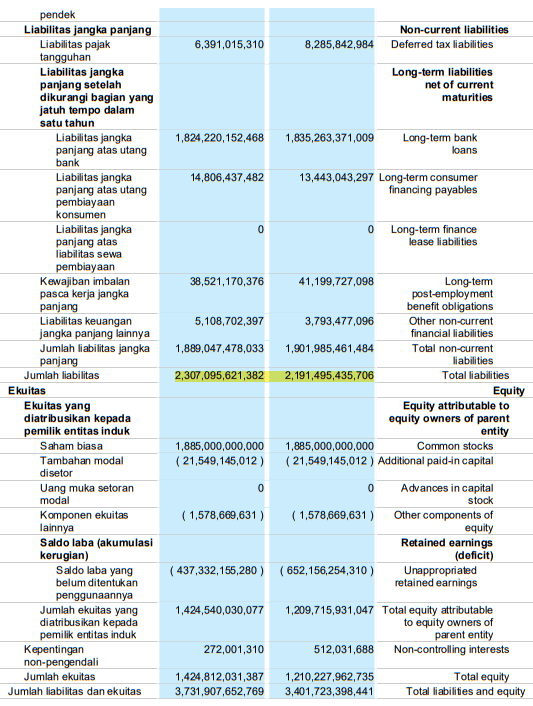 pendek
Liabilitas jangka panjang Non-current liabilities
Liabilitas pajak 6,391,015,310 8,285,842,984 Deferred tax liabilities
tangguhan
Liabilitas jangka Long-term liabilities
panjang setelah net of current
dikurangi bagian yang maturities
jatuh tempo dalam
satu tahun
Liabilitas jangka 1,824,220,152,468 1,835,263,371,009 Long-term bank
panjang atas utang loans
bank
Liabilitas jangka 14,806,437,482 13,443,043,297 Long-term consumer
panjang atas utang financing payables
pembiayaan
konsumen
Liabilitas jangka 0 0 Long-term finance
panjang atas lease liabilities
liabilitas sewa
pembiayaan
Kewajiban imbalan 38,521,170,376 41,199,727,098 Long-term
pasca kerja jangka post-employment
panjang benefit obligations
Liabilitas keuangan 5,108,702,397 3,793,477,096 Other non-current
jangka panjang lainnya financial liabilities
Jumlah liabilitas jangka 1,889,047,478,033 1,901,985,461,484 Total non-current
panjang liabilities
Jumlah liabilitas 2,307,095,621,382 2,191,495,435,706 Total liabilities
Ekuitas Equity
Ekuitas yang Equity attributable to
diatribusikan kepada equity owners of parent
pemilik entitas induk entity
Saham biasa 1,885,000,000,000 1,885,000,000,000 Common stocks
Tambahan modal ( 21,549,145,012 ) ( 21,549,145,012 ) Additional paid-in capital
disetor
Uang muka setoran 0 0 Advances in capital
modal stock
Komponen ekuitas ( 1,578,669,631 ) ( 1,578,669,631 ) Other components of
lainnya equity
Saldo laba (akumulasi Retained earnings
kerugian) (deficit)
Saldo laba yang ( 437,332,155,280 ) ( 652,156,254,310 ) Unappropriated
belum ditentukan retained earnings
penggunaannya
Jumlah ekuitas yang 1,424,540,030,077 1,209,715,931,047 Total equity attributable
diatribusikan kepada to equity owners of
pemilik entitas induk parent entity
Kepentingan 272,001,310 512,031,688 Non-controlling interests
non-pengendali
Jumlah ekuitas 1,424,812,031,387 1,210,227,962,735 Total equity
Jumlah liabilitas dan ekuitas 3,731,907,652,769 3,401,723,398,441 Total liabilities and equity